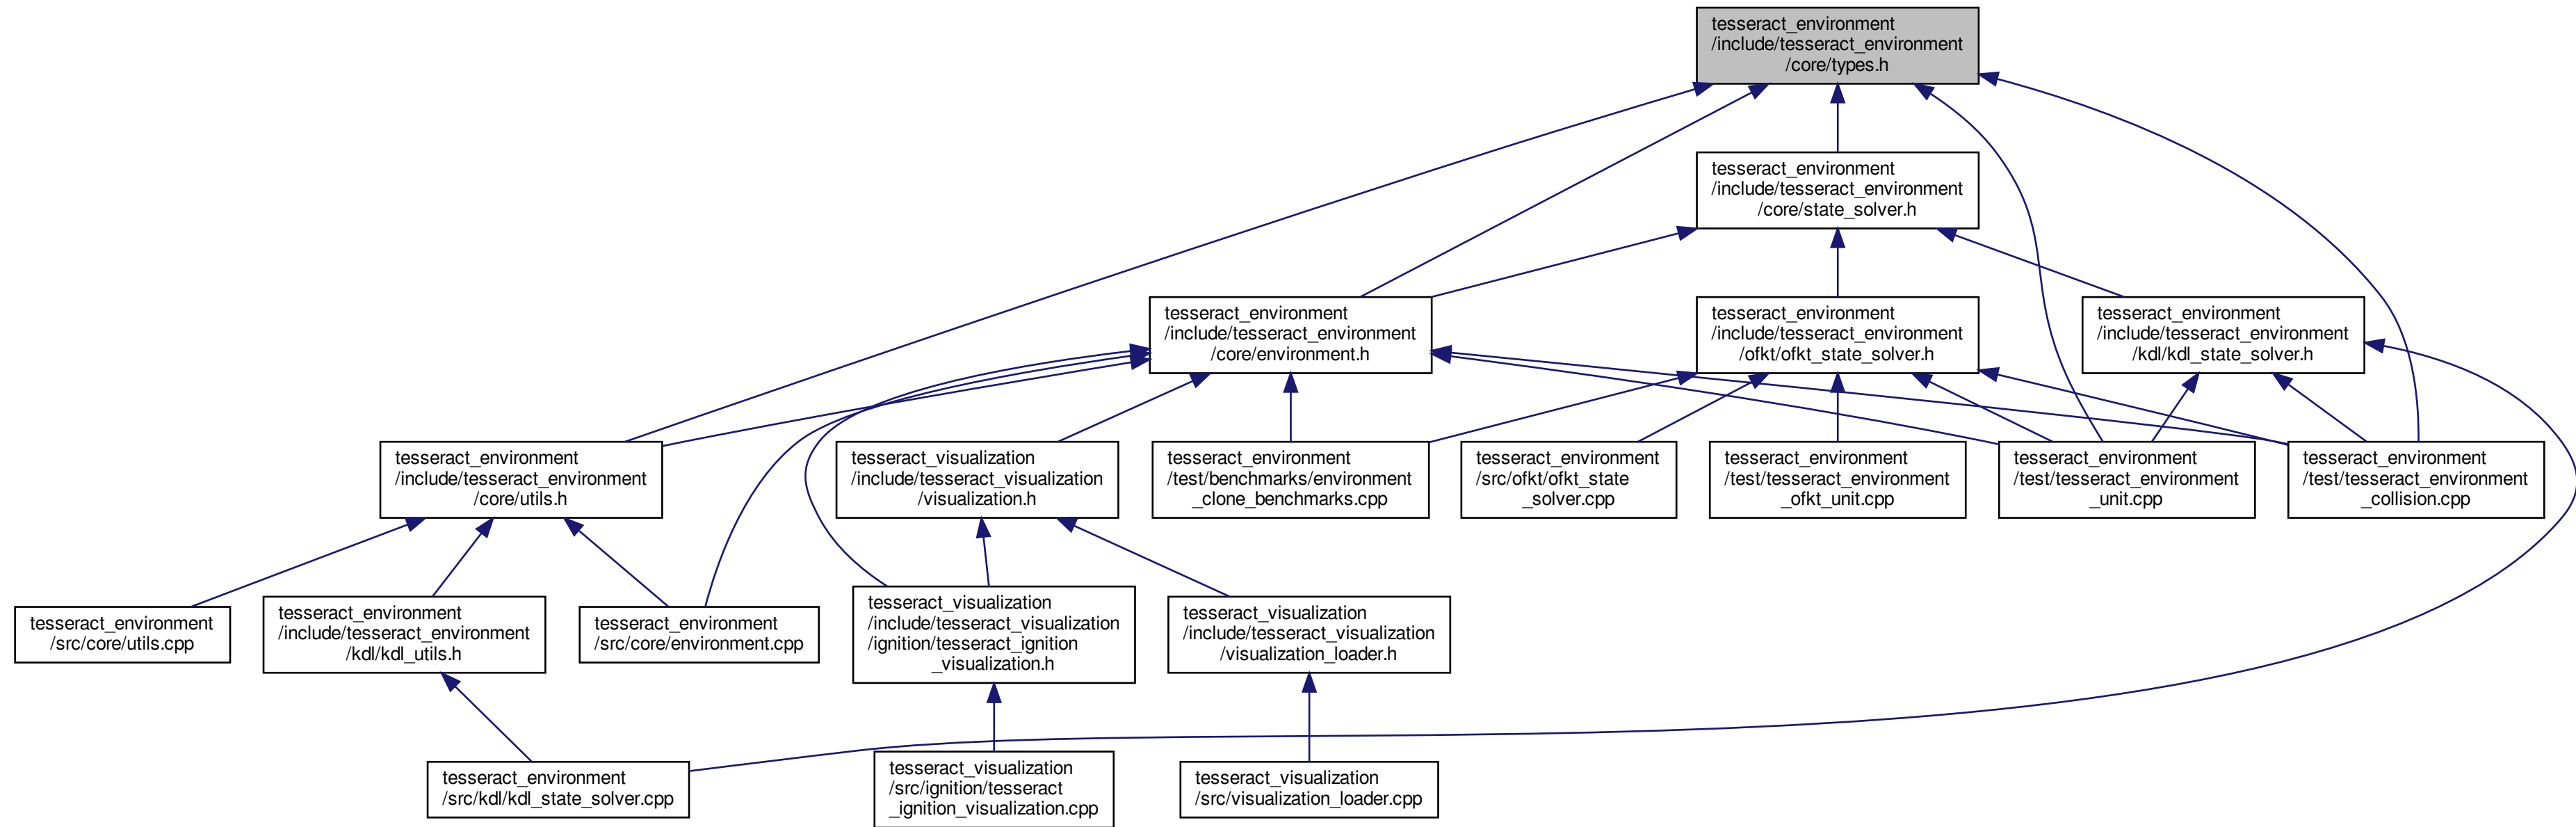 tesseract_environment
/include/tesseract_environment
/core/types.h
tesseract_environment
/include/tesseract_environment
/core/state_solver.h
tesseract_environment
/include/tesseract_environment
/core/environment.h
tesseract_environment
/include/tesseract_environment
/ofkt/ofkt_state_solver.h
tesseract_environment
/include/tesseract_environment
/kdl/kdl_state_solver.h
tesseract_environment
/include/tesseract_environment
/core/utils.h
tesseract_visualization
/include/tesseract_visualization
/visualization.h
tesseract_environment
/test/benchmarks/environment
_clone_benchmarks.cpp
tesseract_environment
/src/ofkt/ofkt_state
_solver.cpp
tesseract_environment
/test/tesseract_environment
_ofkt_unit.cpp
tesseract_environment
/test/tesseract_environment
_unit.cpp
tesseract_environment
/test/tesseract_environment
_collision.cpp
tesseract_environment
/src/core/utils.cpp
tesseract_environment
/include/tesseract_environment
/kdl/kdl_utils.h
tesseract_environment
/src/core/environment.cpp
tesseract_visualization
/include/tesseract_visualization
/ignition/tesseract_ignition
_visualization.h
tesseract_visualization
/include/tesseract_visualization
/visualization_loader.h
tesseract_environment
/src/kdl/kdl_state_solver.cpp
tesseract_visualization
/src/ignition/tesseract
_ignition_visualization.cpp
tesseract_visualization
/src/visualization_loader.cpp